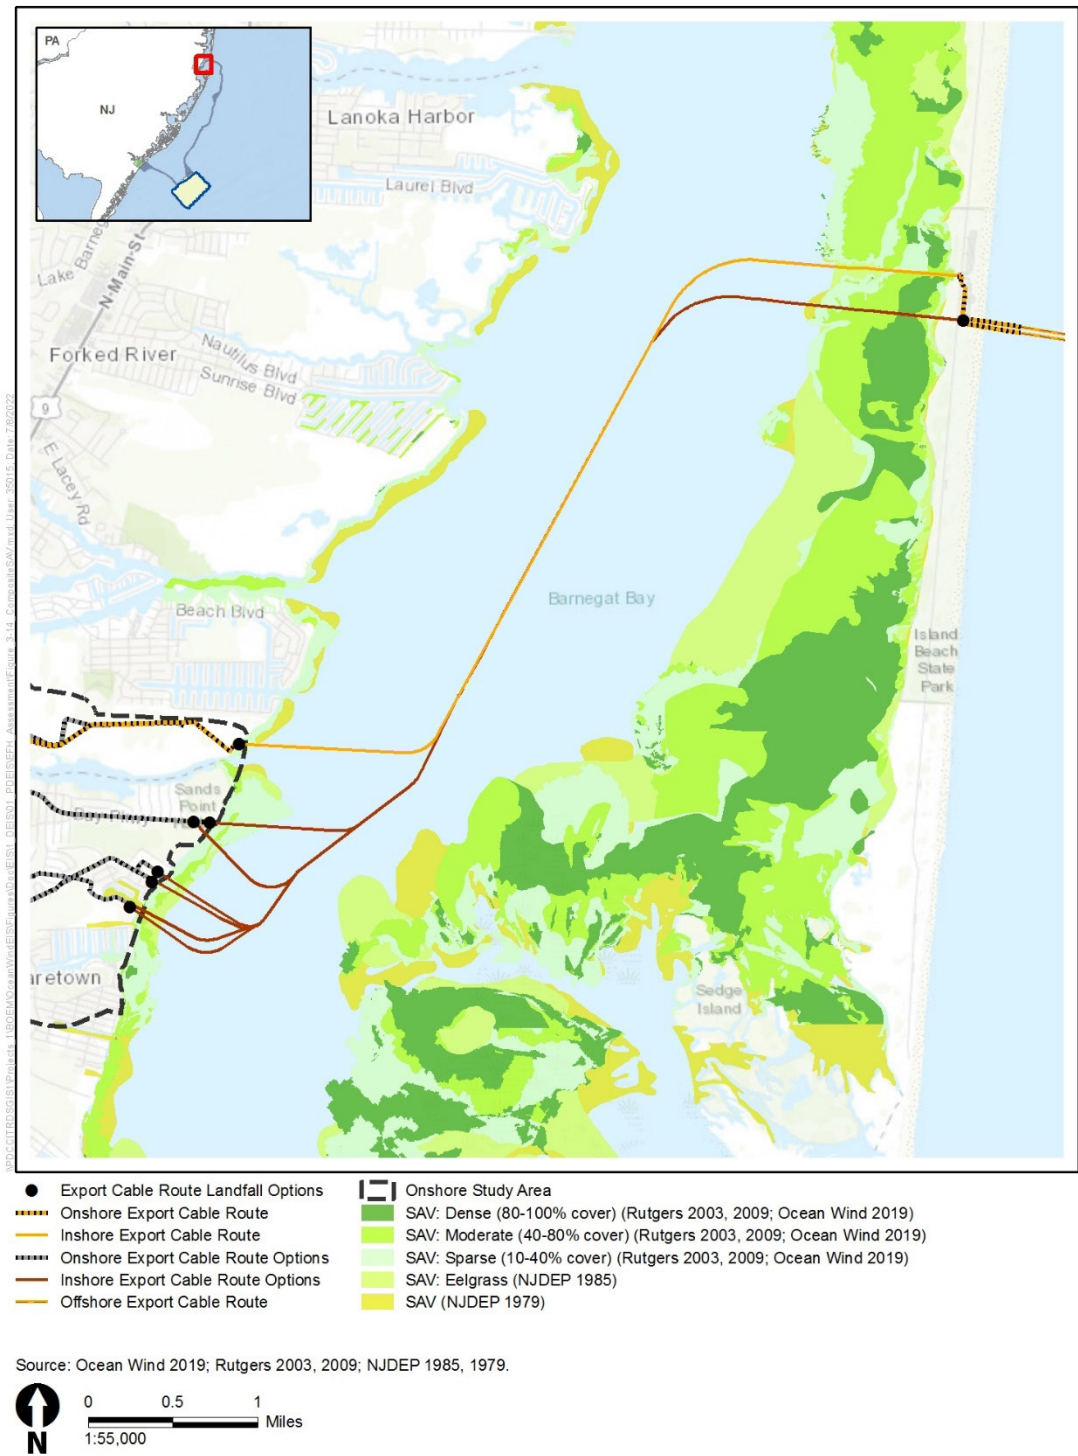 PA
NJ
Lanoka Harbor
Laurel Blvd
Lake Barneg
N-Main-St
Forked River
Nautilus Blvd
Sunrise Blvd
9
E Lacey Rd
Beach Blvd
Barnegat Bay
Island
Beach
State
Park
Sands
Point
Bay Pkwy
aretown
Sedge
Island
Export Cable Route Landfall Options
Onshore Export Cable Route
Inshore Export Cable Route
Onshore Export Cable Route Options
Inshore Export Cable Route Options
Offshore Export Cable Route
Onshore Study Area
SAV: Dense (80-100% cover) (Rutgers 2003, 2009; Ocean Wind 2019)
SAV: Moderate (40-80% cover) (Rutgers 2003, 2009; Ocean Wind 2019)
SAV: Sparse (10-40% cover) (Rutgers 2003, 2009; Ocean Wind 2019)
SAV: Eelgrass (NJDEP 1985)
SAV (NJDEP 1979)
Source: Ocean Wind 2019; Rutgers 2003, 2009; NJDEP 1985, 1979.
N
0 0.5 1
Miles
1:55,000